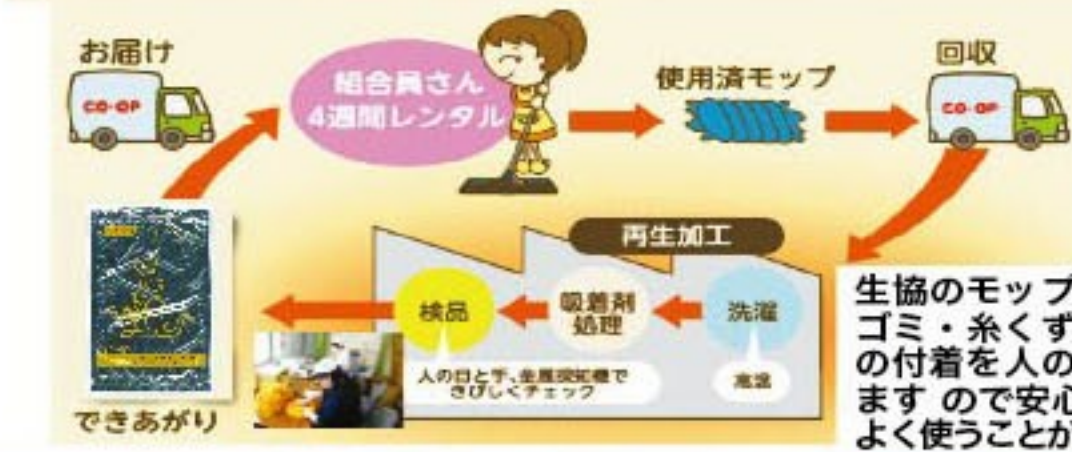 お届け
CO-OP
組合員さん
4週間レンタル
使用済モップ
回収
CO-OP
再生加工
検品
吸着剤
処理
洗濯
人の目と手、金属探知機で
きびしくチェック
高温
できあがり
生協のモップ
ゴミ・糸くず
の付着を人の
ます ので安心
よく使うことが